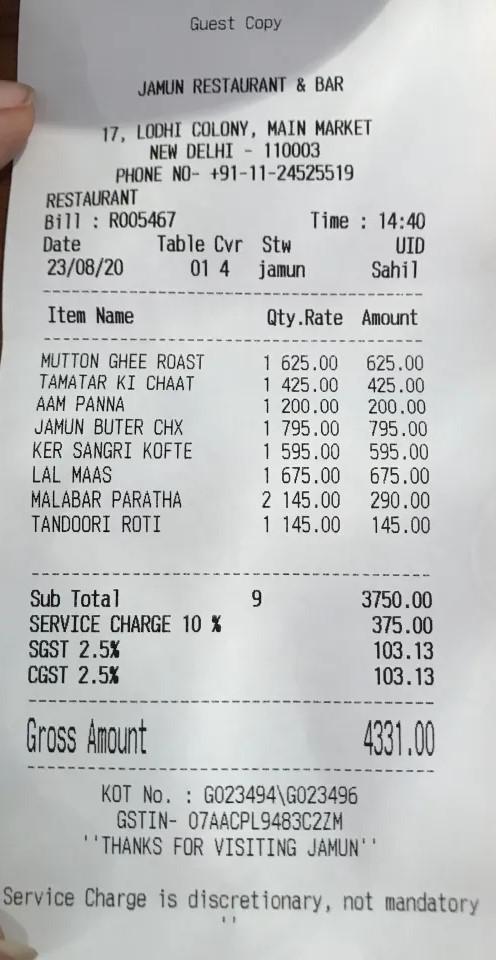 Guest Copy
JAMUN RESTAURANT & BAR
17, LODHI COLONY, MAIN MARKET
NEW DELHI - 110003
PHONE NO- +91-11-24525519
RESTAURANT
Bill : R005467 Time : 14:40
Date Table Cvr Stw UID
23/08/20 01 4 jamun Sahil
Item Name Qty.Rate Amount
MUTTON GHEE ROAST 1 625.00 625.00
TAMATAR KI CHAAT 1 425.00 425.00
AAM PANNA 1 200.00 200.00
JAMUN BUTER CHX 1 795.00 795.00
KER SANGRI KOFTE 1 595.00 595.00
LAL MAAS 1 675.00 675.00
MALABAR PARATHA 2 145.00 290.00
TANDOORI ROTI 1 145.00 145.00
Sub Total 9 3750.00
SERVICE CHARGE 10 % 375.00
SGST 2.5% 103.13
CGST 2.5% 103.13
Gross Amount 4331.00
KOT No. : G023494\G023496
GSTIN- 07AACPL9483C2ZM
''THANKS FOR VISITING JAMUN''
Service Charge is discretionary, not mandatory
''